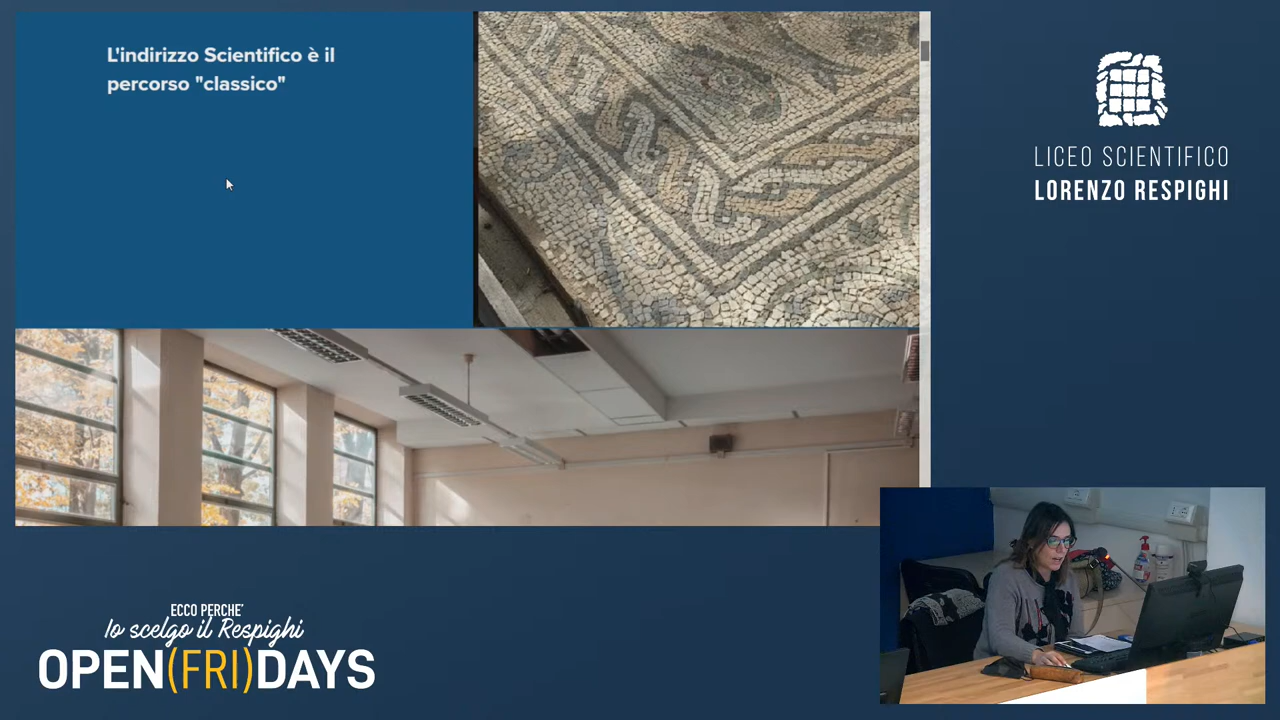 L'indirizzo Scientifico è il
percorso "classico"
LICEO SCIENTIFICO
LORENZO RESPIGHI
ECCO PERCHE'
Io scelgo il Respighi
OPEN(FRI)DAYS